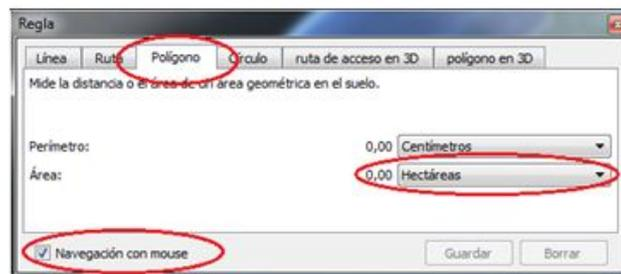 Regla
Línea Ruta Polígono Círculo ruta de acceso en 3D polígono en 3D
Mide la distancia o el área de un área geométrica en el suelo.
Perímetro: 0,00 Centímetros
Área: 0,00 Hectáreas
Navegación con mouse Guardar Borrar